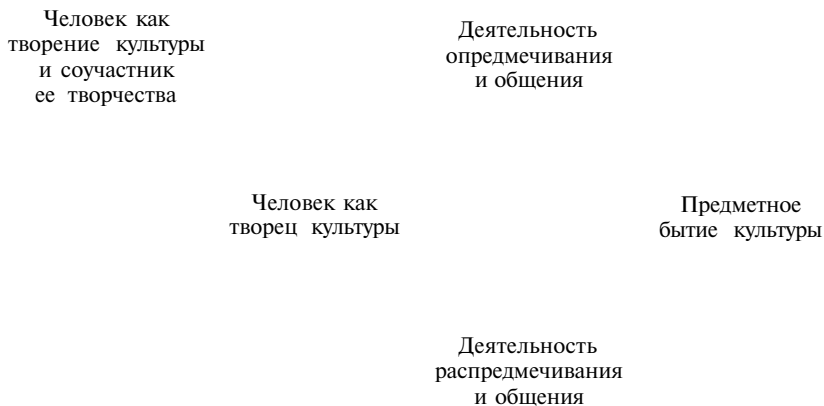 Человек как
творение культуры
и соучастник
ее творчества
Деятельность
опредмечивания
и общения
Человек как
творец культуры
Предметное
бытие культуры
Деятельность
распредмечивания
и общения